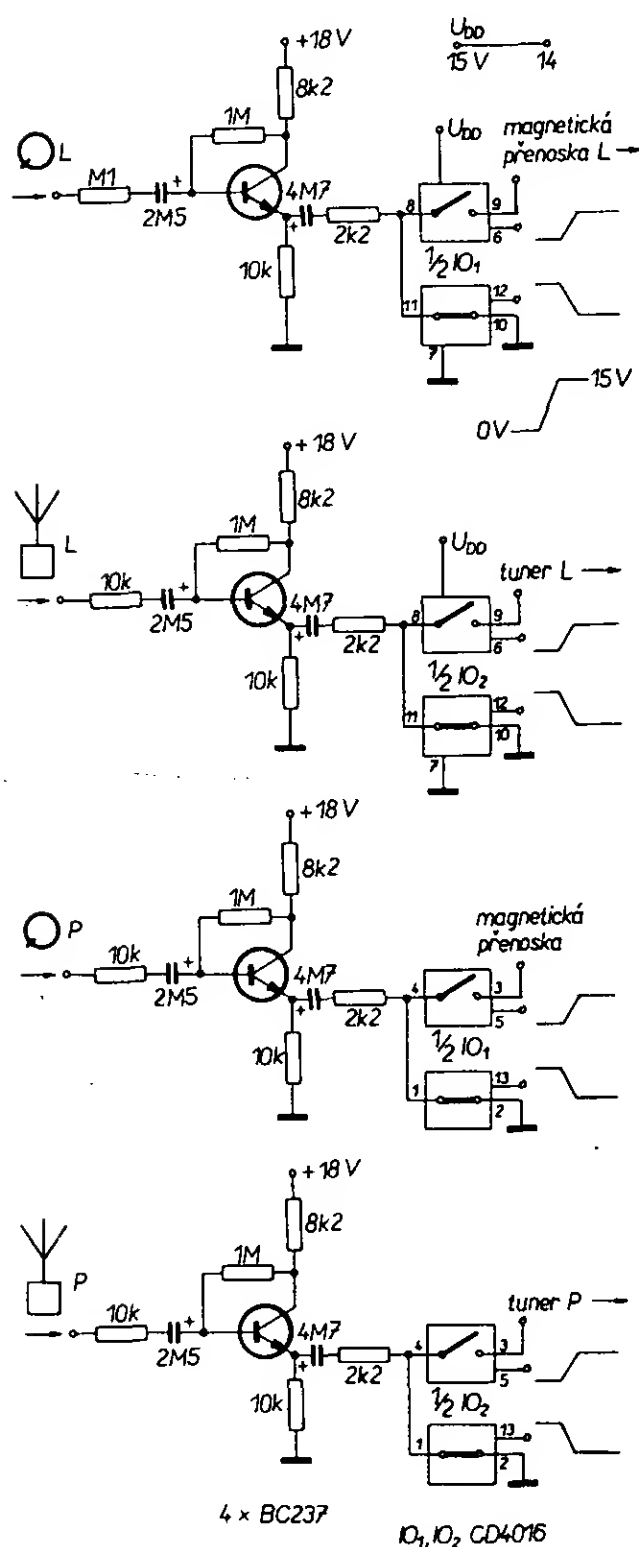 +18V
U_DD
15 V 14
8k2
1M
U_DD
magnetická
přenoska L
L
M1
+
2M5
4M7
+
2k2
8
9
6
½ IO₁
10k
11
12
10
7
15 V
0V
+18V
8k2
L
1M
U_DD
tuner L
10k
+
2M5
4M7
+
2k2
8
9
6
½ IO₂
10k
11
12
10
7
+18V
8k2
1M
P
magnetická
přenoska
10k
+
2M5
4M7
+
2k2
4
3
5
½ IO₁
10k
1
13
2
+18V
8k2
P
1M
tuner P
10k
+
2M5
4M7
+
2k2
4
3
5
½ IO₂
10k
1
13
2
4 × BC237
IO₁, IO₂ CD4016